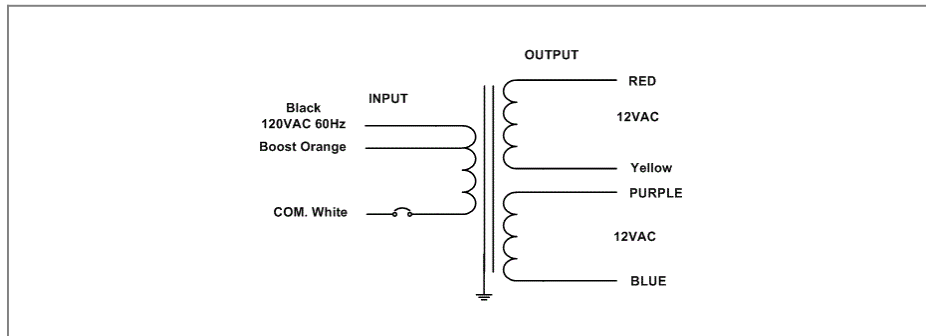 OUTPUT
RED
INPUT
Black
120VAC 60Hz
12VAC
Boost Orange
Yellow
PURPLE
COM. White
12VAC
BLUE